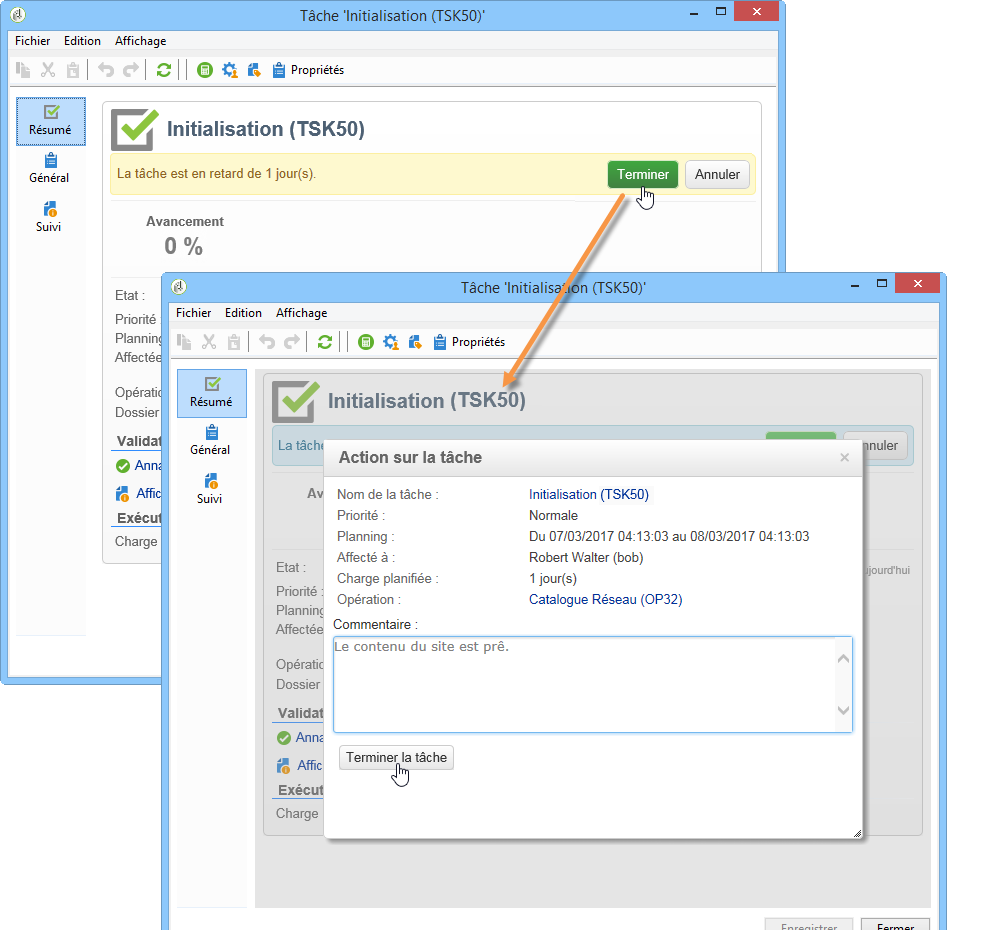 Tâche 'Initialisation (TSK50)'
Fichier Edition Affichage
Propriétés
Résumé
Général
Suivi
Initialisation (TSK50)
La tâche est en retard de 1 jour(s).
Terminer Annuler
Avancement
0 %
Etat :
Priorité
Planning
Affectée
Opératio
Dossier
Validat
Anna
Affic
Exécut
Charge
Tâche 'Initialisation (TSK50)'
Fichier Edition Affichage
Propriétés
Résumé
Général
Suivi
Initialisation (TSK50)
La tâche
nnuler
Av
Etat :
ujourd'hui
Priorité :
Planning
Affectée
Opératio
Dossier
Validat
Anna
Affic
Exécut
Charge
Action sur la tâche
Nom de la tâche : Initialisation (TSK50)
Priorité : Normale
Planning : Du 07/03/2017 04:13:03 au 08/03/2017 04:13:03
Affecté à : Robert Walter (bob)
Charge planifiée : 1 jour(s)
Opération : Catalogue Réseau (OP32)
Commentaire :
Le contenu du site est prê.
Terminer la tâche
Enregistrer Fermer